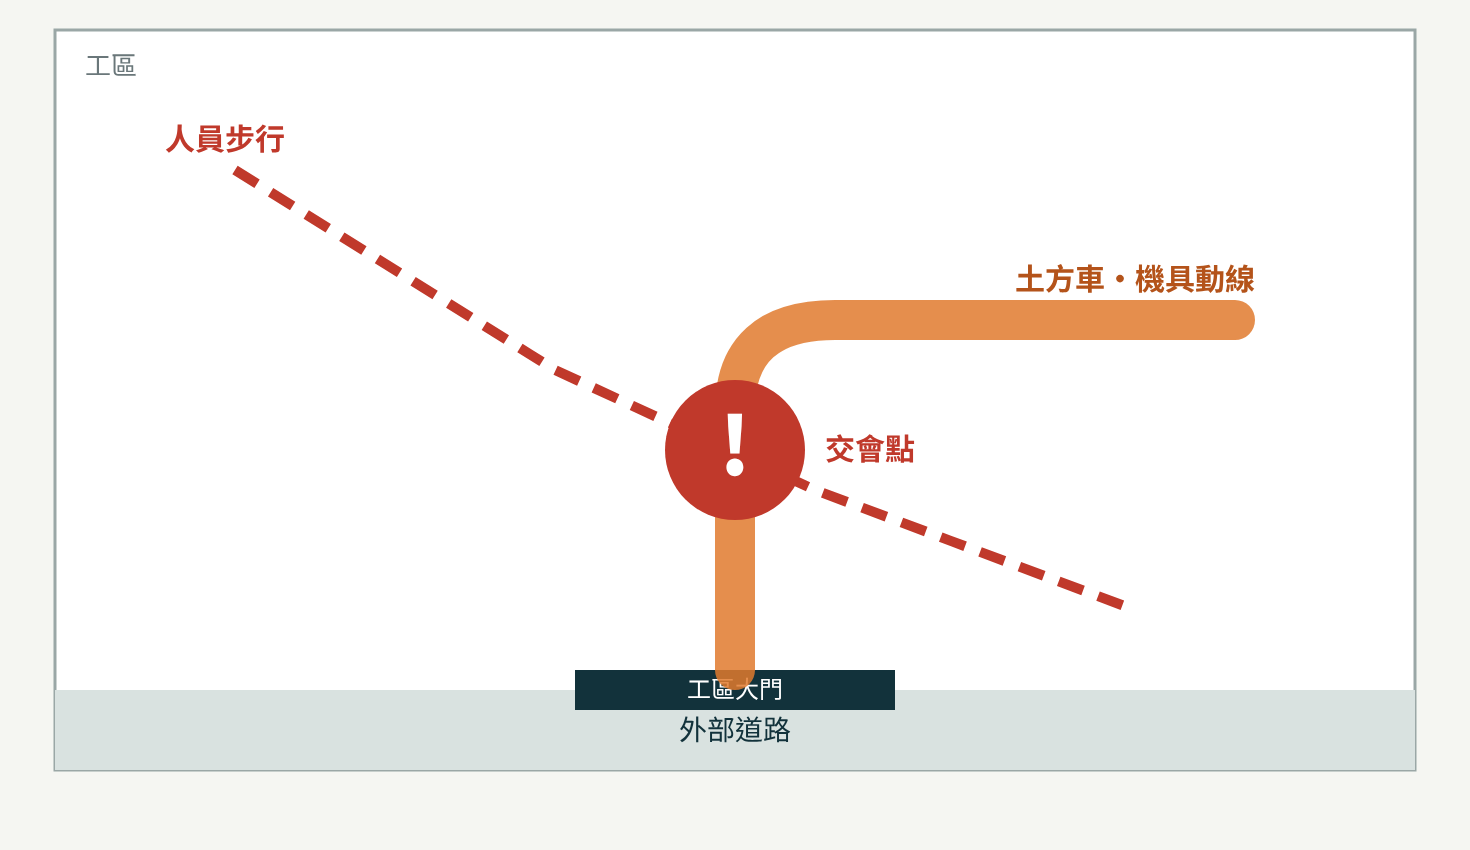 工區
人員步行
土方車・機具動線
!
交會點
工區大門
外部道路